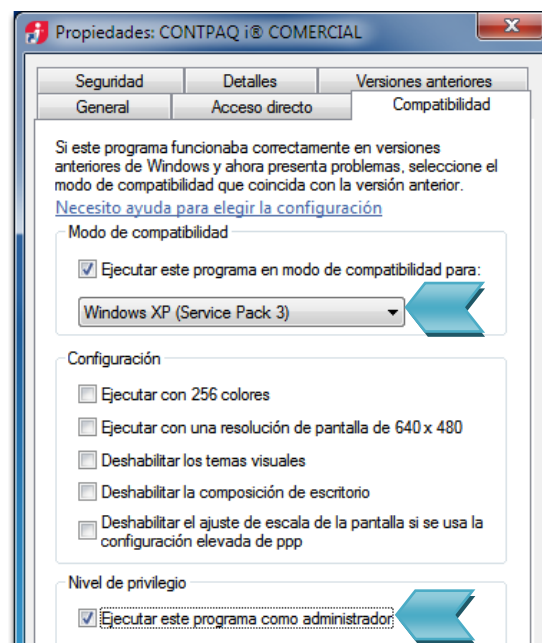 Propiedades: CONTPAQ i® COMERCIAL
Seguridad Detalles Versiones anteriores
General Acceso directo Compatibilidad
Si este programa funcionaba correctamente en versiones
anteriores de Windows y ahora presenta problemas, seleccione el
modo de compatibilidad que coincida con la versión anterior.
Necesito ayuda para elegir la configuración
Modo de compatibilidad
Ejecutar este programa en modo de compatibilidad para:
Windows XP (Service Pack 3)
Configuración
Ejecutar con 256 colores
Ejecutar con una resolución de pantalla de 640 x 480
Deshabilitar los temas visuales
Deshabilitar la composición de escritorio
Deshabilitar el ajuste de escala de la pantalla si se usa la
configuración elevada de ppp
Nivel de privilegio
Ejecutar este programa como administrador